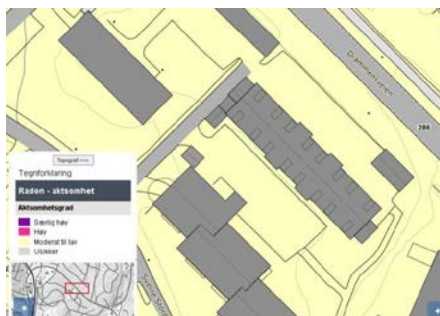 Drammensveien
286
Topografi >>>
Tegnforklaring
Radon - aktsomhet
Aktsomhetsgrad
Særlig høy
Høy
Moderat til lav
Usikker